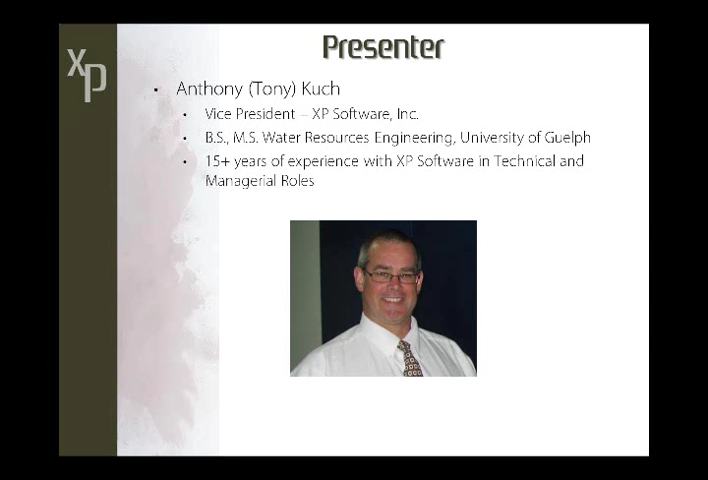 XP
Presenter
Anthony (Tony) Kuch
Vice President – XP Software, Inc.
B.S., M.S. Water Resources Engineering, University of Guelph
15+ years of experience with XP Software in Technical and
Managerial Roles